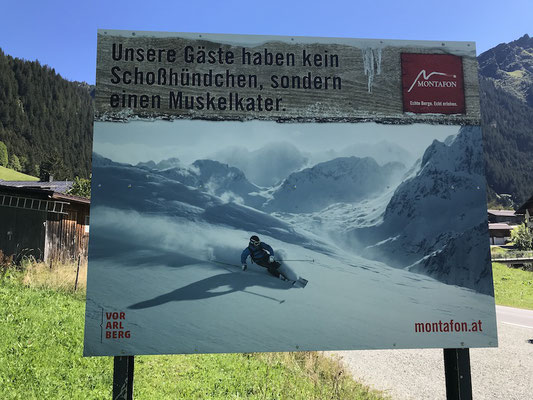 Unsere Gäste haben kein
Schoßhündchen, sondern
einen Muskelkater.
MONTAFON
Echte Berge. Echt erleben.
VOR
ARL
BERG
montafon.at